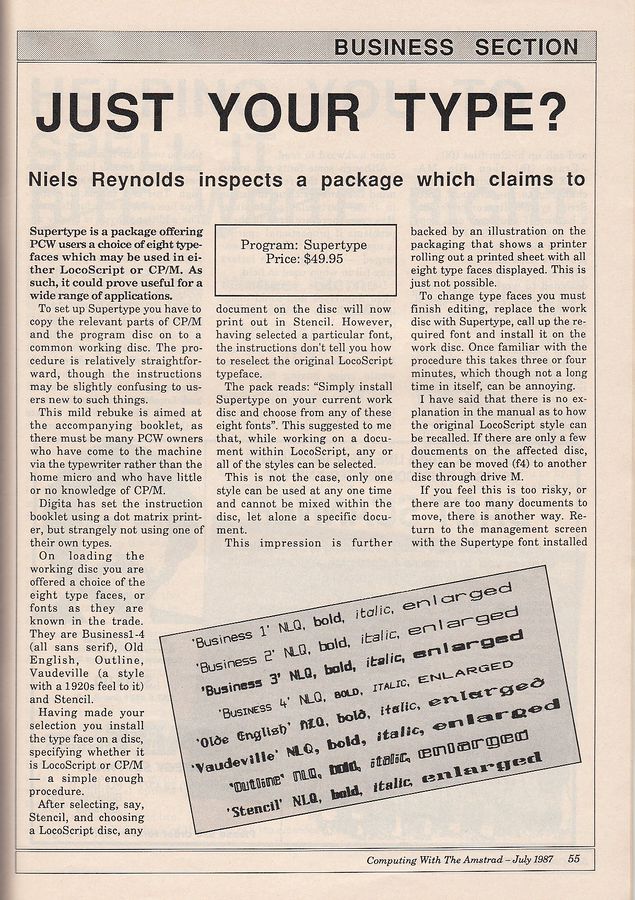 BUSINESS SECTION
JUST YOUR TYPE?
Niels Reynolds inspects a package which claims to
Supertype is a package offering
PCW users a choice of eight type-
faces which may be used in ei-
ther LocoScript or CP/M. As
such, it could prove useful for a
wide range of applications.
To set up Supertype you have to
copy the relevant parts of CP/M
and the program disc on to a
common working disc. The pro-
cedure is relatively straightfor-
ward, though the instructions
may be slightly confusing to us-
ers new to such things.
This mild rebuke is aimed at
the accompanying booklet, as
there must be many PCW owners
who have come to the machine
via the typewriter rather than the
home micro and who have little
or no knowledge of CP/M.
Digita has set the instruction
booklet using a dot matrix print-
er, but strangely not using one of
their own types.
On loading the
working disc you are
offered a choice of the
eight type faces, or
fonts as they are
known in the trade.
They are Business1-4
(all sans serif), Old
English, Outline,
Vaudeville (a style
with a 1920s feel to it)
and Stencil.
Having made your
selection you install
the type face on a disc,
specifying whether it
is LocoScript or CP/M
— a simple enough
procedure.
After selecting, say,
Stencil, and choosing
a LocoScript disc, any
Program: Supertype
Price: $49.95
document on the disc will now
print out in Stencil. However,
having selected a particular font,
the instructions don't tell you how
to reselect the original LocoScript
typeface.
The pack reads: “Simply install
Supertype on your current work
disc and choose from any of these
eight fonts”. This suggested to me
that, while working on a docu-
ment within LocoScript, any or
all of the styles can be selected.
This is not the case, only one
style can be used at any one time
and cannot be mixed within the
disc, let alone a specific docu-
ment.
This impression is further
backed by an illustration on the
packaging that shows a printer
rolling out a printed sheet with all
eight type faces displayed. This is
just not possible.
To change type faces you must
finish editing, replace the work
disc with Supertype, call up the re-
quired font and install it on the
work disc. Once familiar with the
procedure this takes three or four
minutes, which though not a long
time in itself, can be annoying.
I have said that there is no ex-
planation in the manual as to how
the original LocoScript style can
be recalled. If there are only a few
doucments on the affected disc,
they can be moved (f4) to another
disc through drive M.
If you feel this is too risky, or
there are too many documents to
move, there is another way. Re-
turn to the management screen
with the Supertype font installed
'Business 1' NLQ, bold, italic, enlarged
'Business 2' NLQ, bold, italic, enlarged
'Business 3' NLQ, bold, italic, enlarged
'BUSINESS 4' NLQ, BOLD, ITALIC, ENLARGED
'Olde English' NLQ, bold, italic, enlarged
'Vaudeville' NLQ, bold, italic, enlarged
'Outline' NLQ, bold, italic, enlarged
'Stencil' NLQ, bold, italic, enlarged
Computing With The Amstrad – July 1987 55